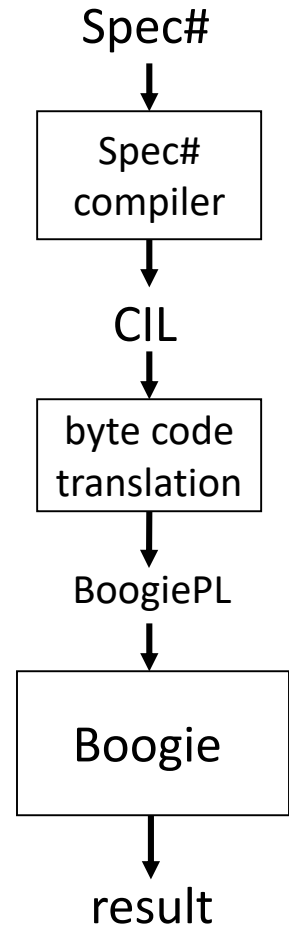 Spec#
Spec#
compiler
CIL
byte code
translation
BoogiePL
Boogie
result